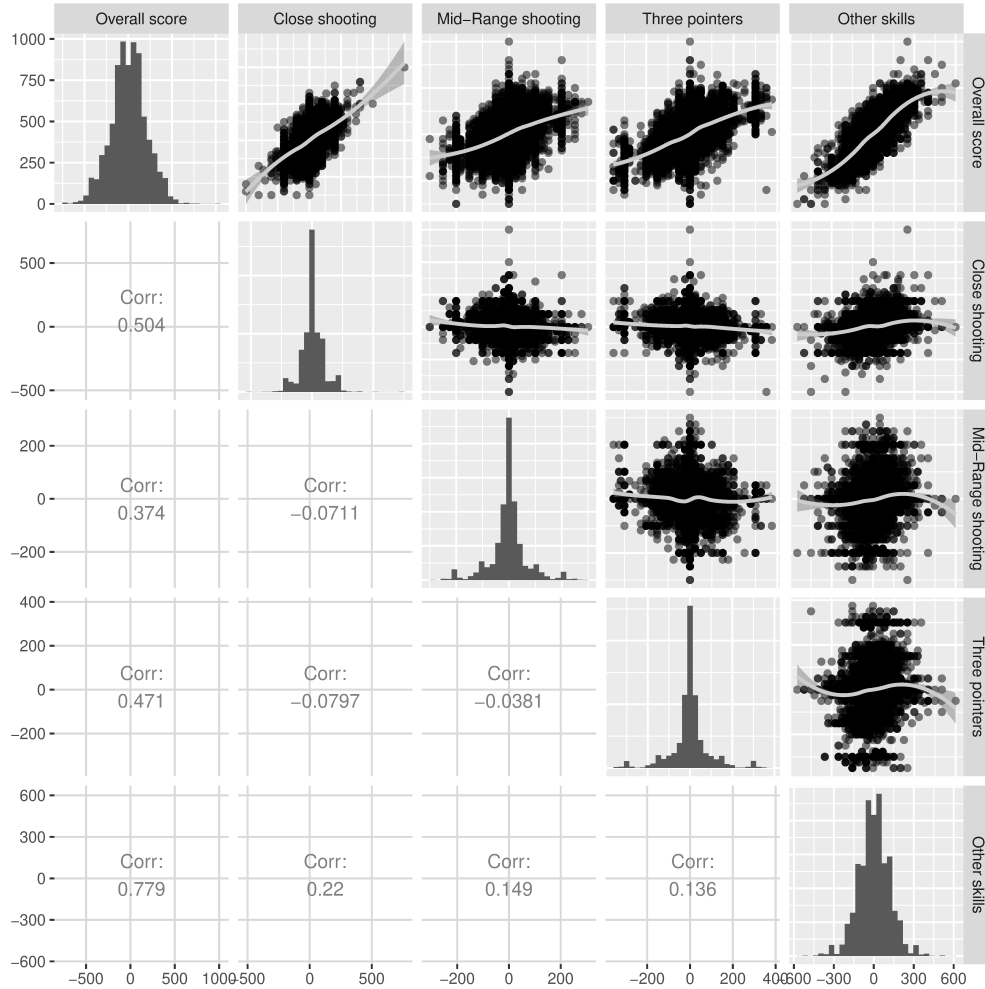 Overall score Close shooting Mid−Range shooting Three pointers Other skills
1000
750
500
250
0
Overall score
500
0
−500
Corr:
0.504
Close shooting
200
0
−200
Corr: Corr:
0.374 −0.0711
Mid−Range shooting
400
200
0
−200
Corr: Corr: Corr:
0.471 −0.0797 −0.0381
Three pointers
600
300
0
−300
−600
Corr: Corr: Corr: Corr:
0.779 0.22 0.149 0.136
Other skills
−500 0 500 1000 −500 0 500 −200 0 200 −200 0 200 400 −600 −300 0 300 600